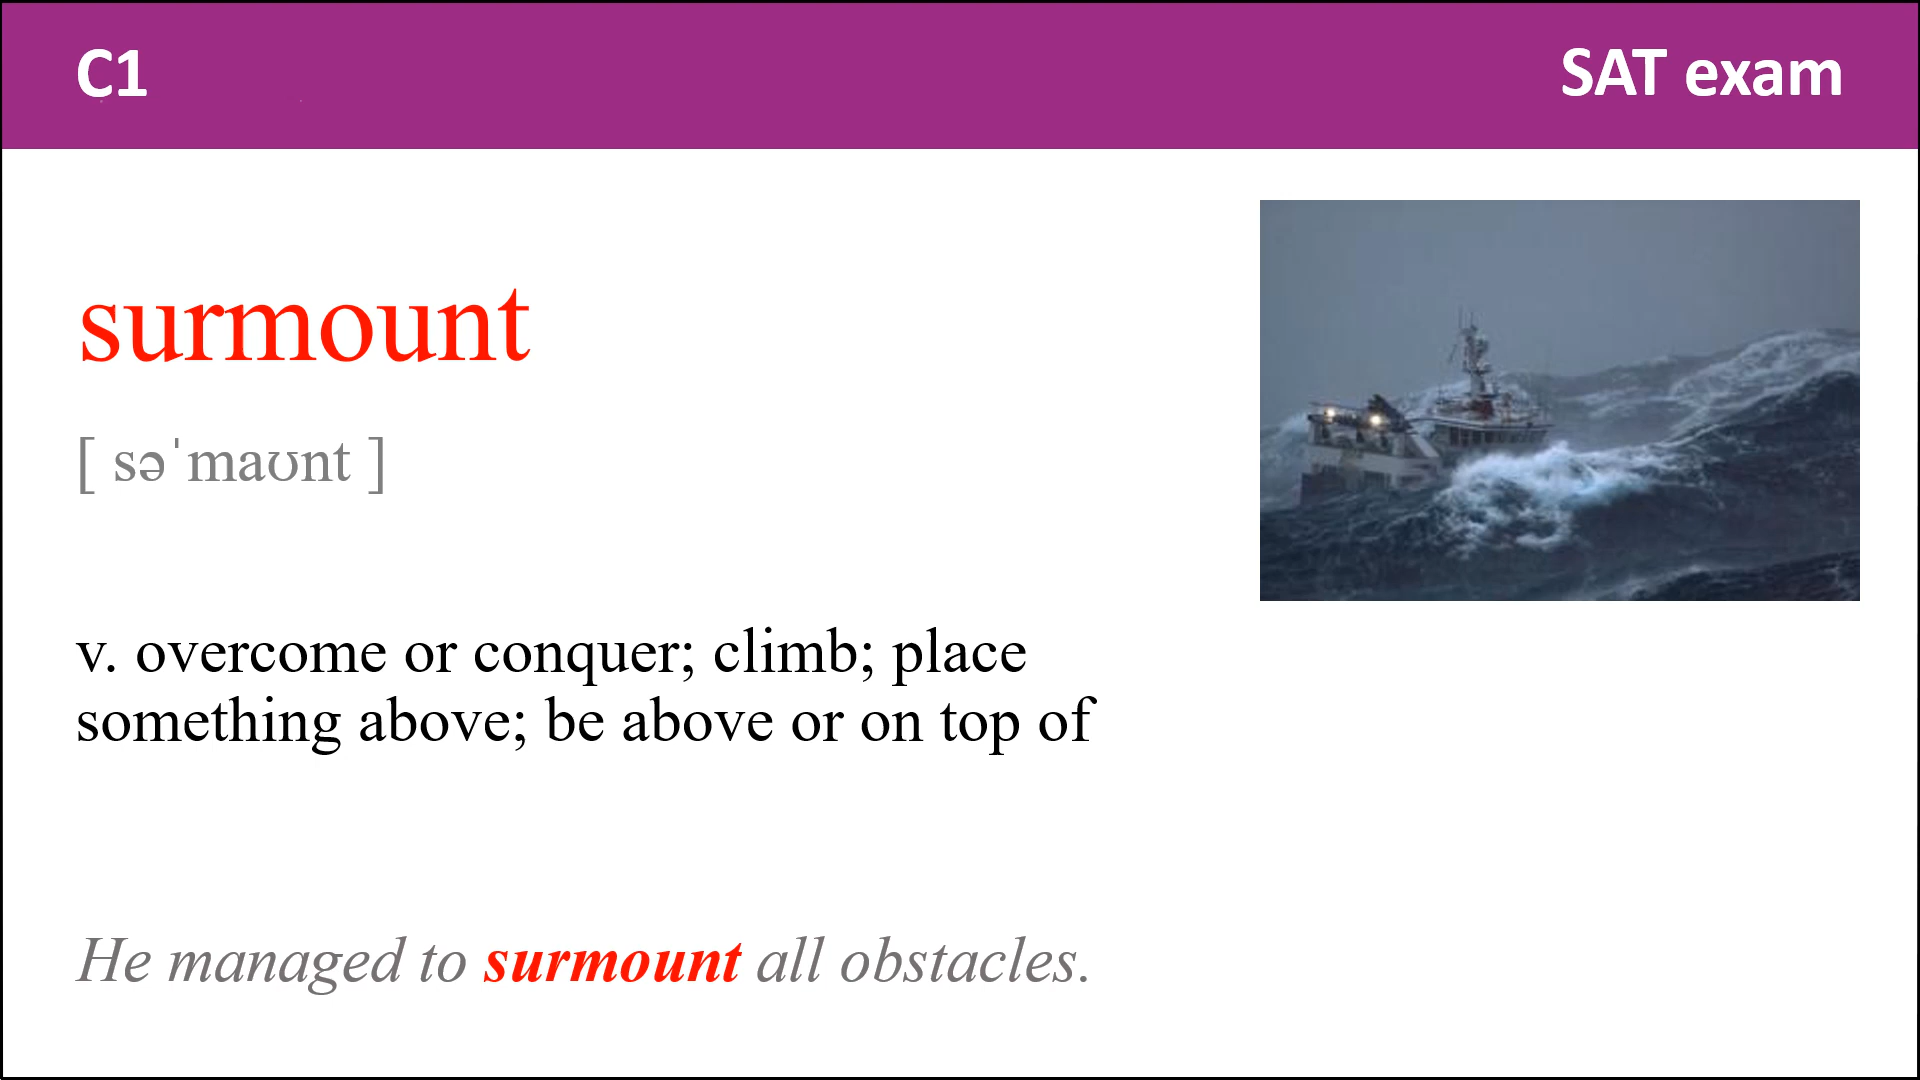 C1
SAT exam
surmount
[ səˈmaʊnt ]
v. overcome or conquer; climb; place
something above; be above or on top of
He managed to surmount all obstacles.